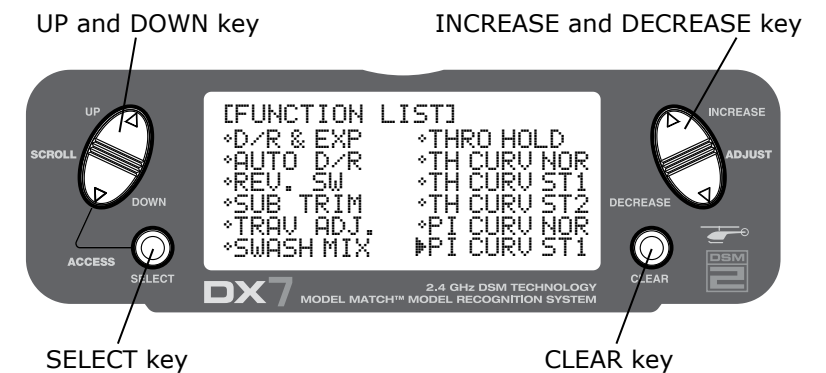 UP and DOWN key
INCREASE and DECREASE key
UP
SCROLL
DOWN
ACCESS
SELECT
[FUNCTION LIST]
D/R & EXP
AUTO D/R
REV. SW
SUB TRIM
TRAV ADJ.
SWASH MIX
THRO HOLD
TH CURV NOR
TH CURV ST1
TH CURV ST2
PI CURV NOR
PI CURV ST1
INCREASE
ADJUST
DECREASE
CLEAR
DSM
2
DX7
2.4 GHz DSM TECHNOLOGY
MODEL MATCH™ MODEL RECOGNITION SYSTEM
SELECT key
CLEAR key